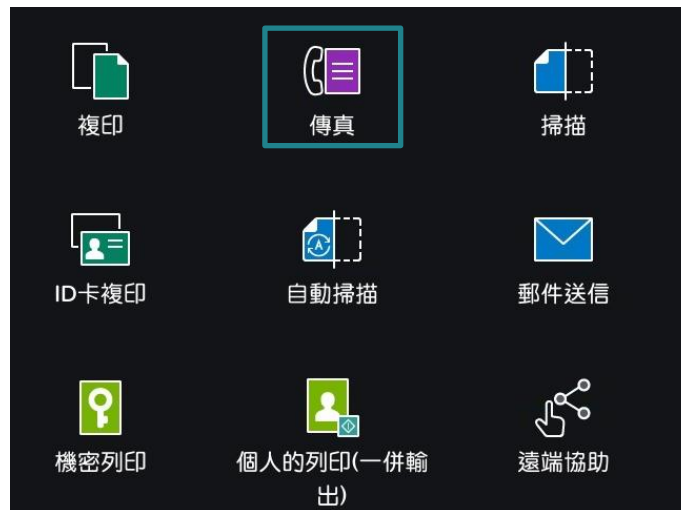 複印
傳真
掃描
ID卡複印
自動掃描
郵件送信
機密列印
個人的列印(一併輸
出)
遠端協助